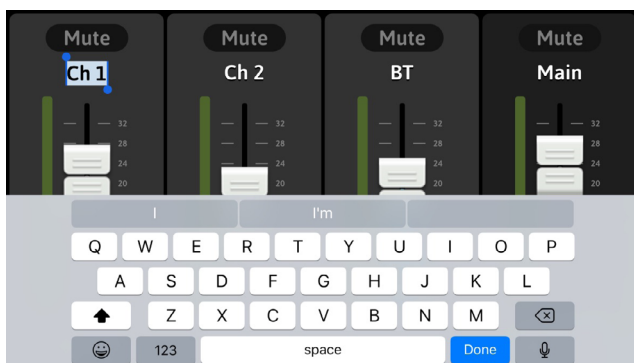 Mute Mute Mute Mute
Ch 1 Ch 2 BT Main
32 32 32 32
28 28 28 28
24 24 24 24
20 20 20 20
I I'm
Q W E R T Y U I O P
A S D F G H J K L
Z X C V B N M
123 space Done